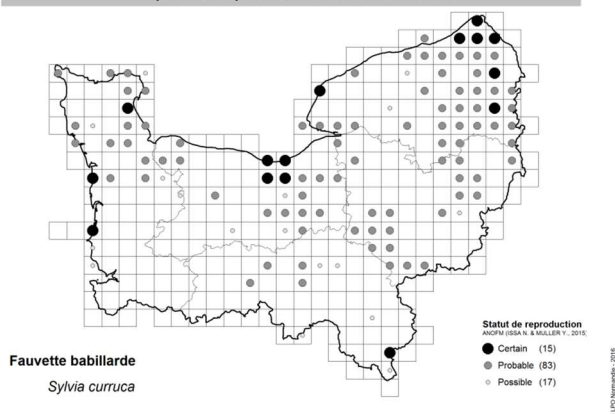 Fauvette babillarde
Sylvia curruca
Statut de reproduction
ANOFM (ISSA N. & MULLER Y., 2015)
Certain (15)
Probable (83)
Possible (17)
LPO Normandie - 2016